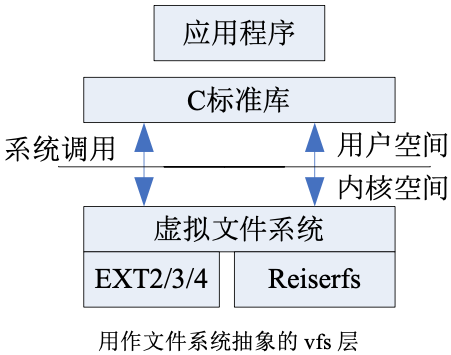 应用程序
C标准库
系统调用
用户空间
内核空间
虚拟文件系统
EXT2/3/4
Reiserfs
用作文件系统抽象的 vfs 层